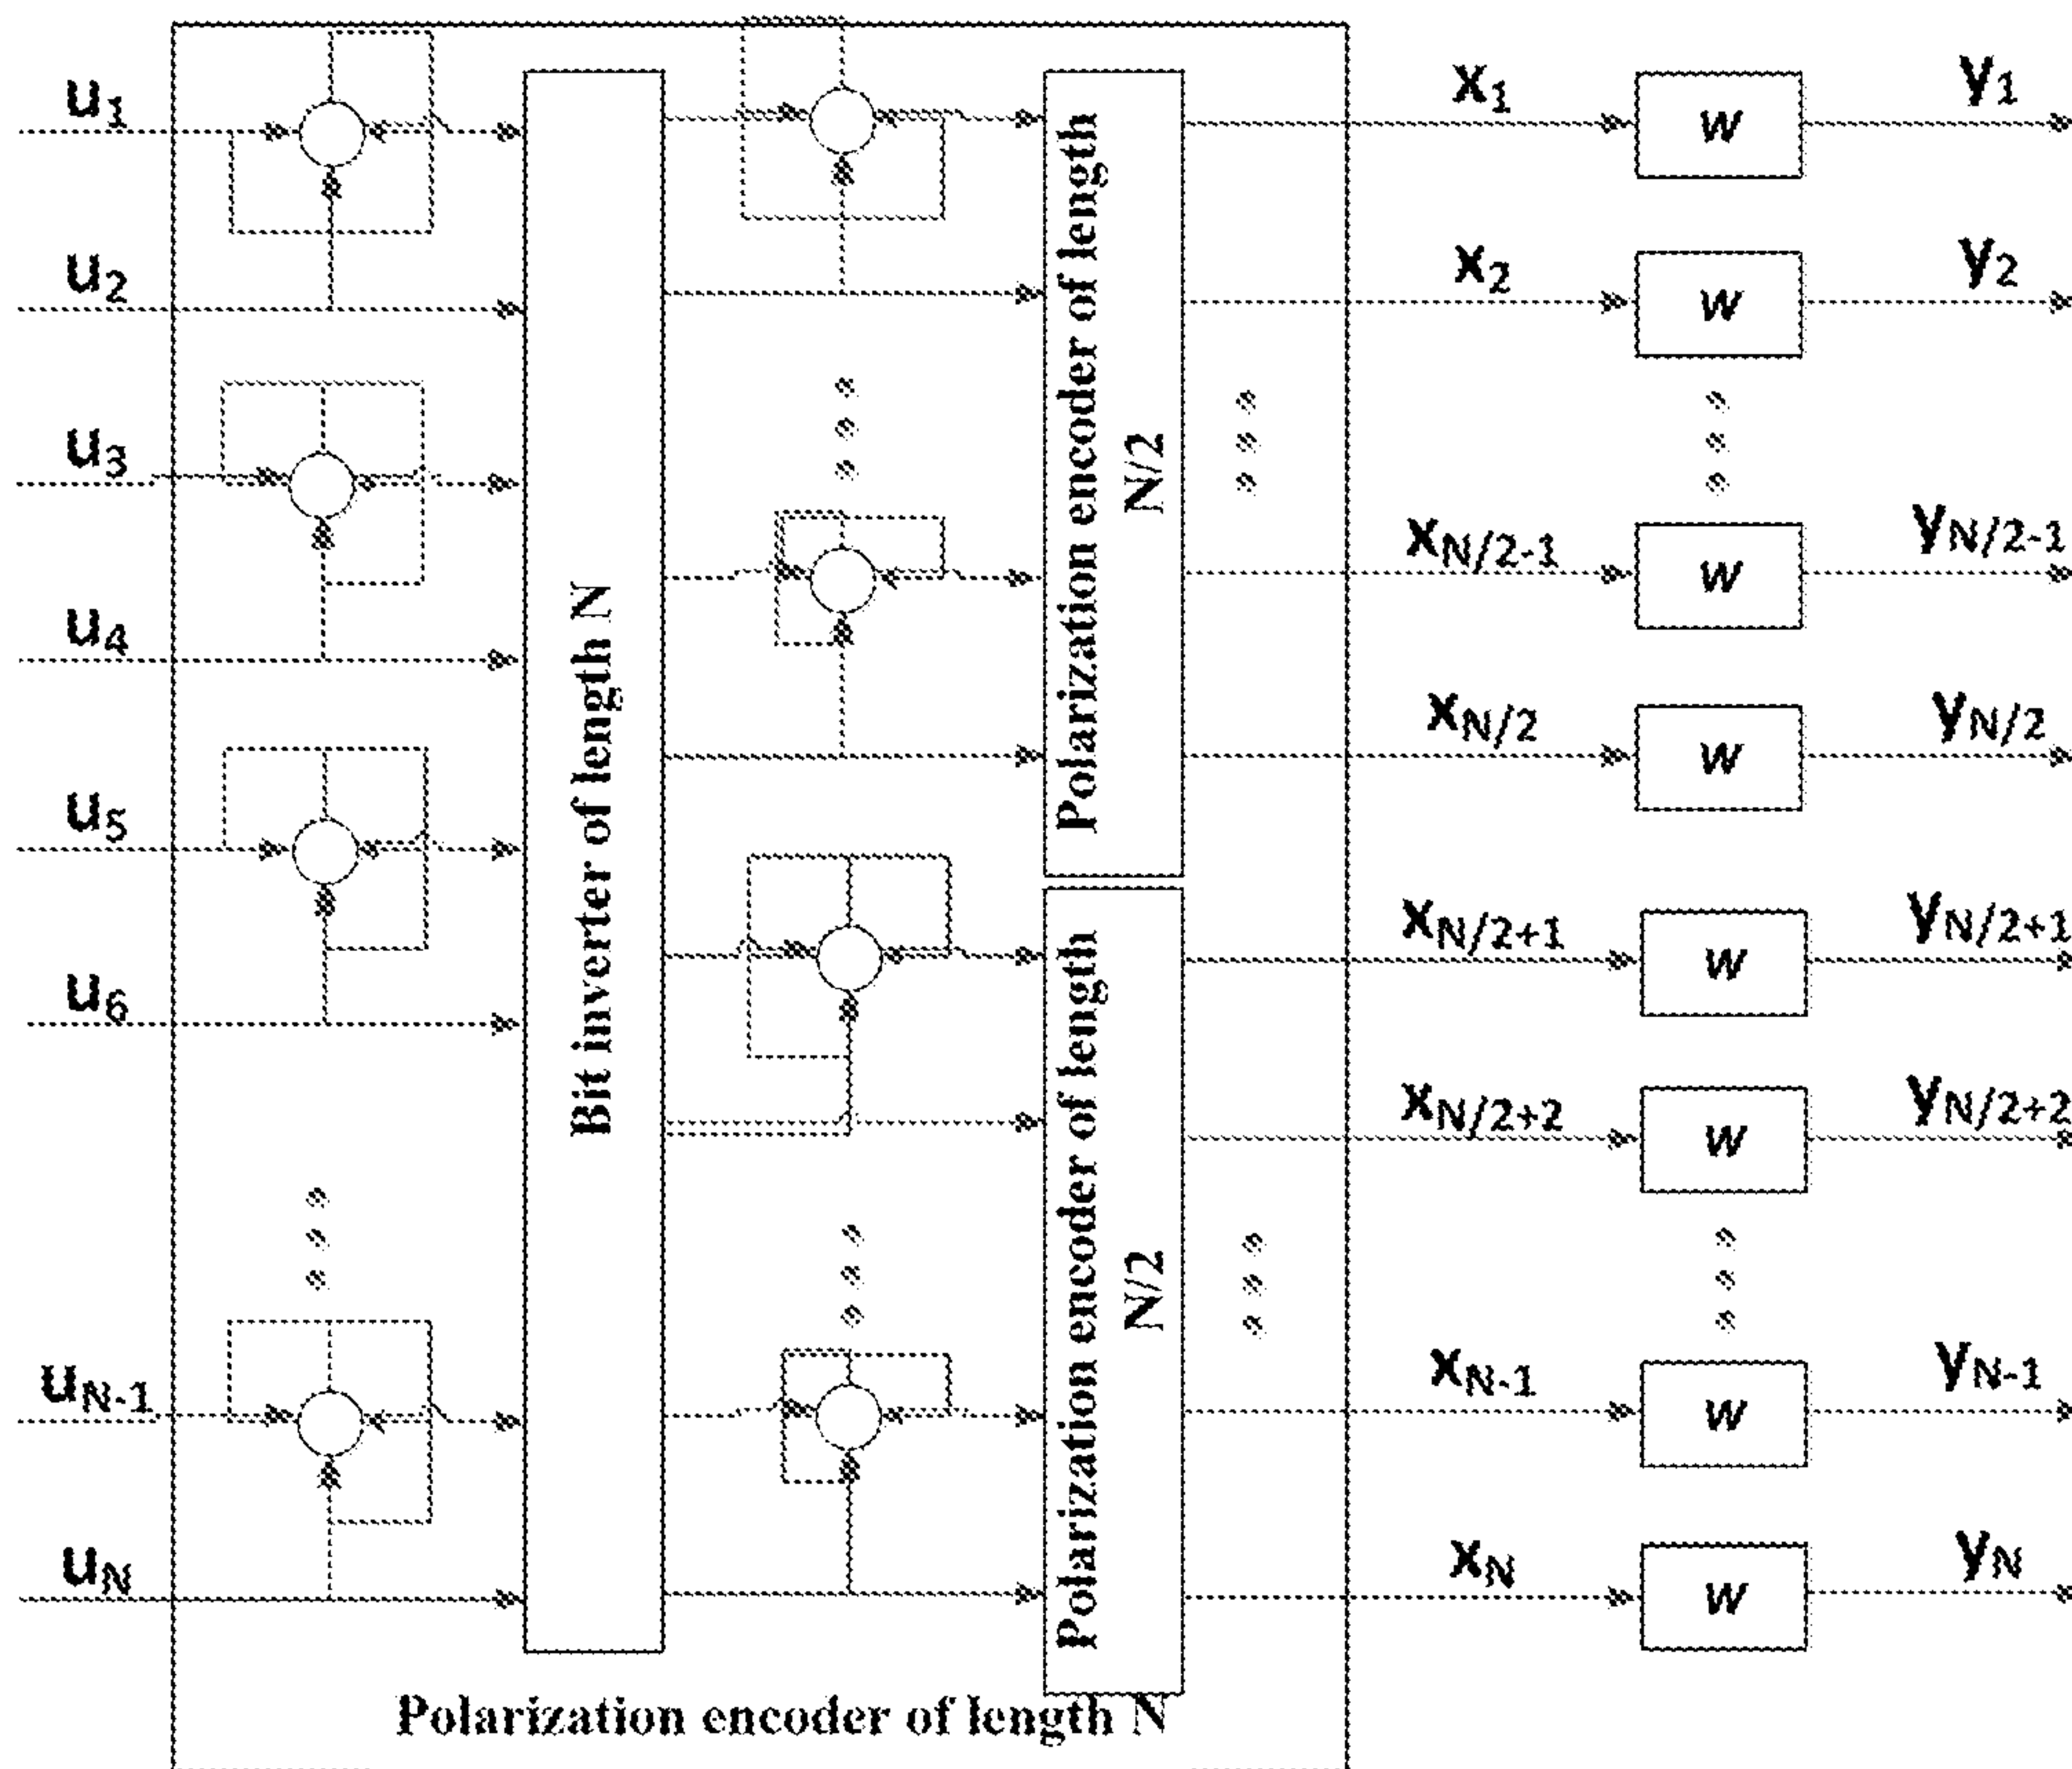 u1
x1
w
y1
u2
x2
w
y2
u3
xN/2-1
w
yN/2-1
u4
xN/2
w
yN/2
u5
xN/2+1
w
yN/2+1
u6
xN/2+2
w
yN/2+2
uN-1
xN-1
w
yN-1
uN
xN
w
yN
Bit inverter of length N
Polarization encoder of length
N/2
Polarization encoder of length
N/2
Polarization encoder of length N